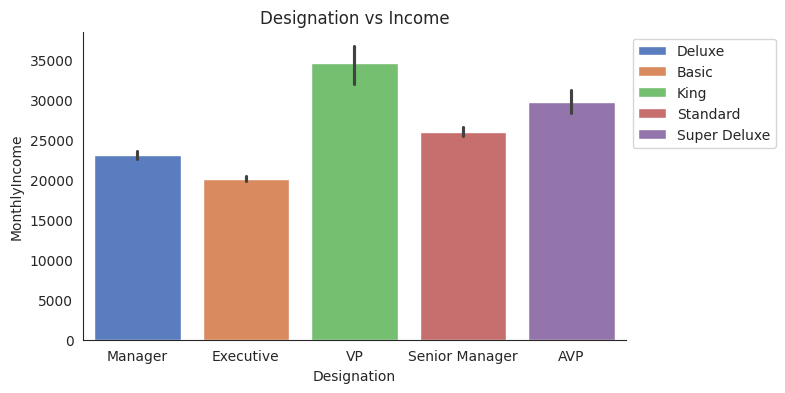 Designation vs Income
MonthlyIncome
35000
30000
25000
20000
15000
10000
5000
0
Manager
Executive
VP
Senior Manager
AVP
Designation
Deluxe
Basic
King
Standard
Super Deluxe